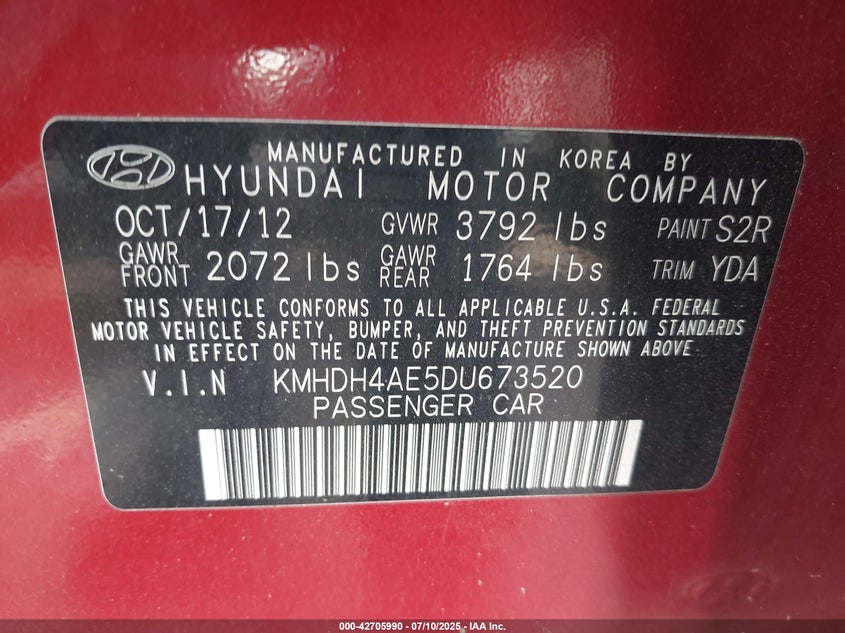 MANUFACTURED IN KOREA BY
HYUNDAI MOTOR COMPANY
OCT/17/12 GVWR 3792 lbs PAINT S2R
GAWR FRONT 2072 lbs GAWR REAR 1764 lbs TRIM YDA
THIS VEHICLE CONFORMS TO ALL APPLICABLE U.S.A. FEDERAL
MOTOR VEHICLE SAFETY, BUMPER, AND THEFT PREVENTION STANDARDS
IN EFFECT ON THE DATE OF MANUFACTURE SHOWN ABOVE
V.I.N KMHDH4AE5DU673520
PASSENGER CAR
000-42705990 - 07/10/2025 - IAA Inc.